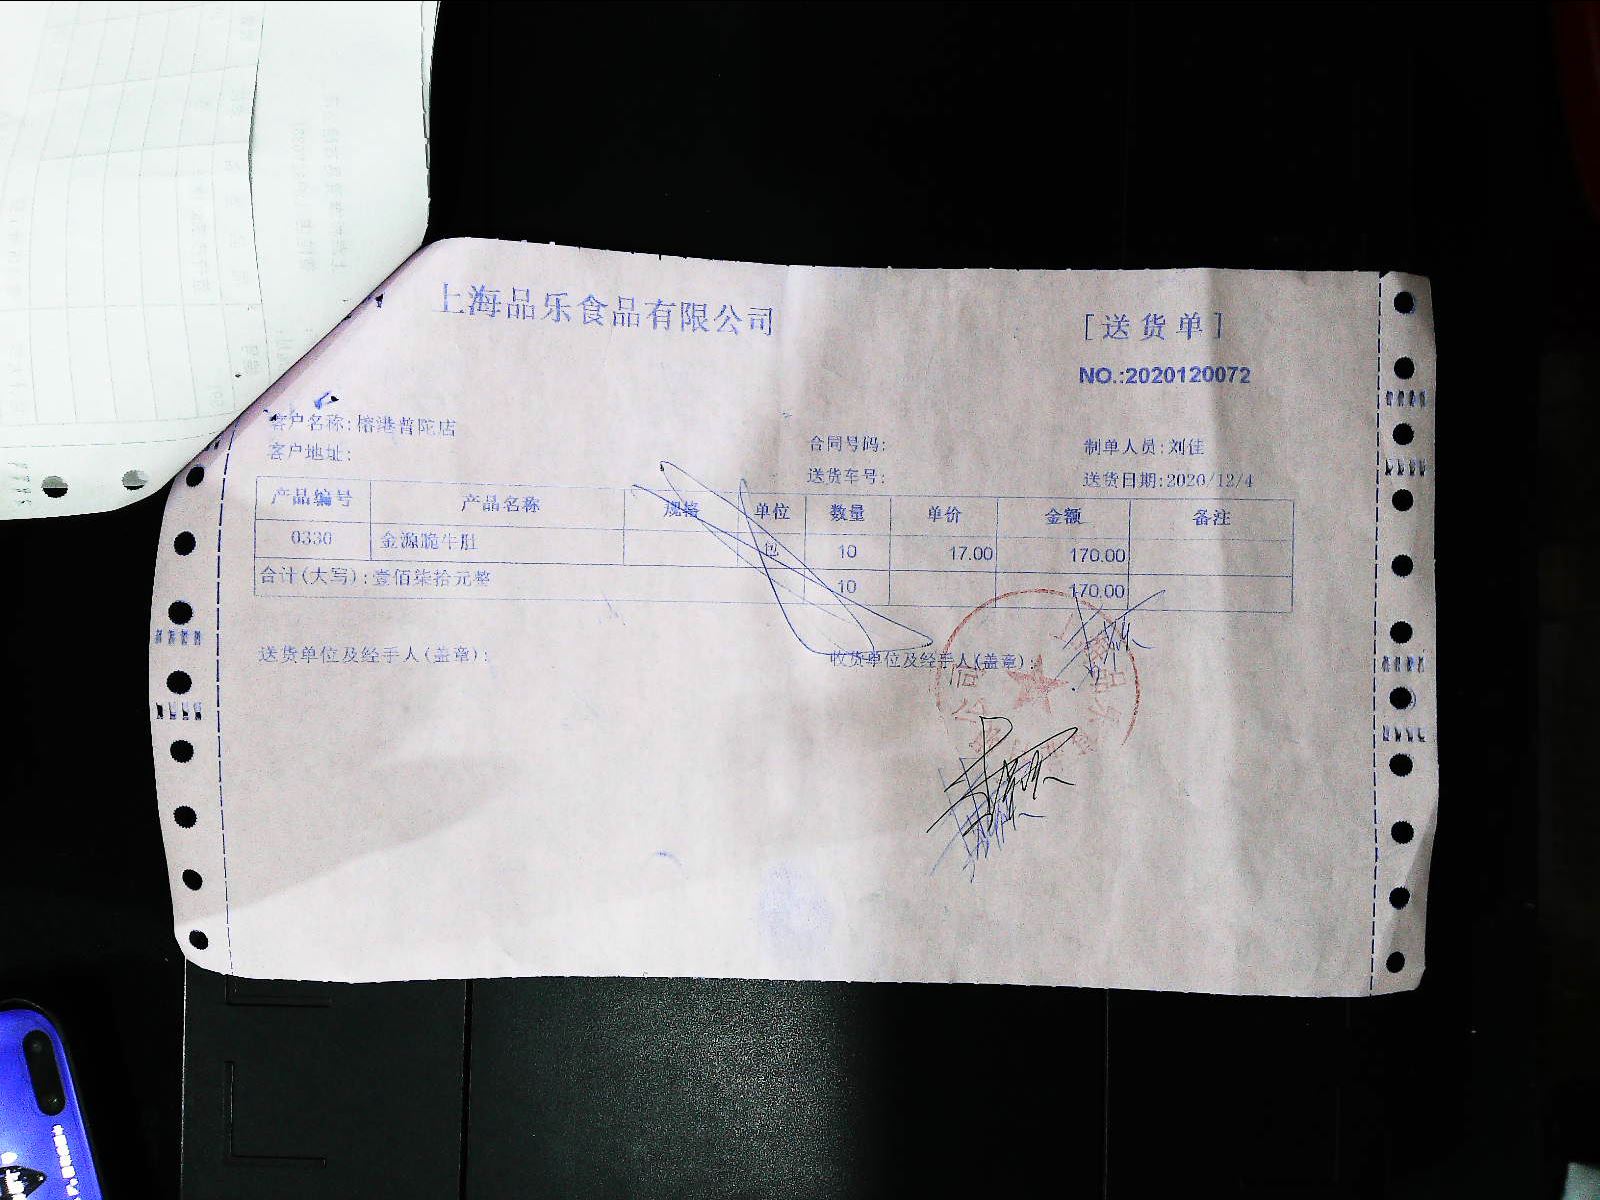 上海品乐食品有限公司
[送货单]
NO.:2020120072
客户名称:榕港普陀店
客户地址:
合同号码:
制单人员:刘佳
送货车号:
送货日期:2020/12/4
产品编号 产品名称 规格 单位 数量 单价 金额 备注
0330 金源脆牛肚 包 10 17.00 170.00
合计(大写):壹佰柒拾元整 10 170.00
送货单位及经手人(盖章):
收货单位及经手人(盖章):